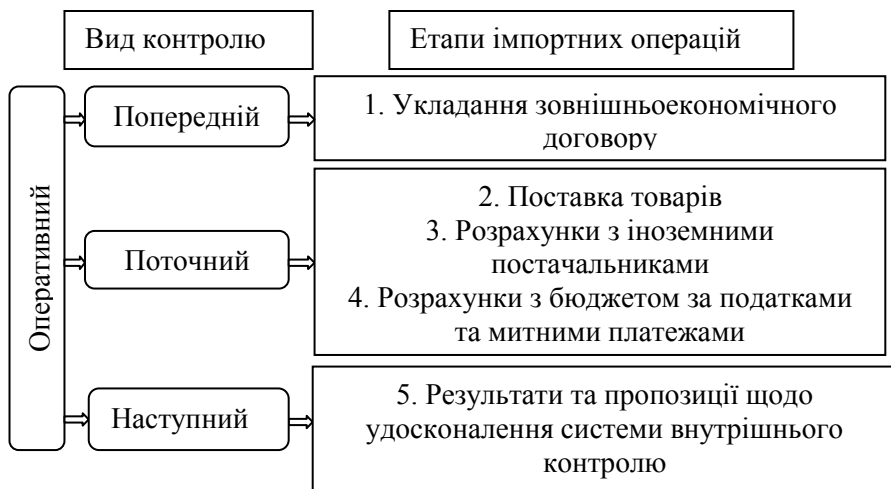 Вид контролю
Етапи імпортних операцій
Оперативний
Попередній
1. Укладання зовнішньоекономічного
договору
Поточний
2. Поставка товарів
3. Розрахунки з іноземними
постачальниками
4. Розрахунки з бюджетом за податками
та митними платежами
Наступний
5. Результати та пропозиції щодо
удосконалення системи внутрішнього
контролю